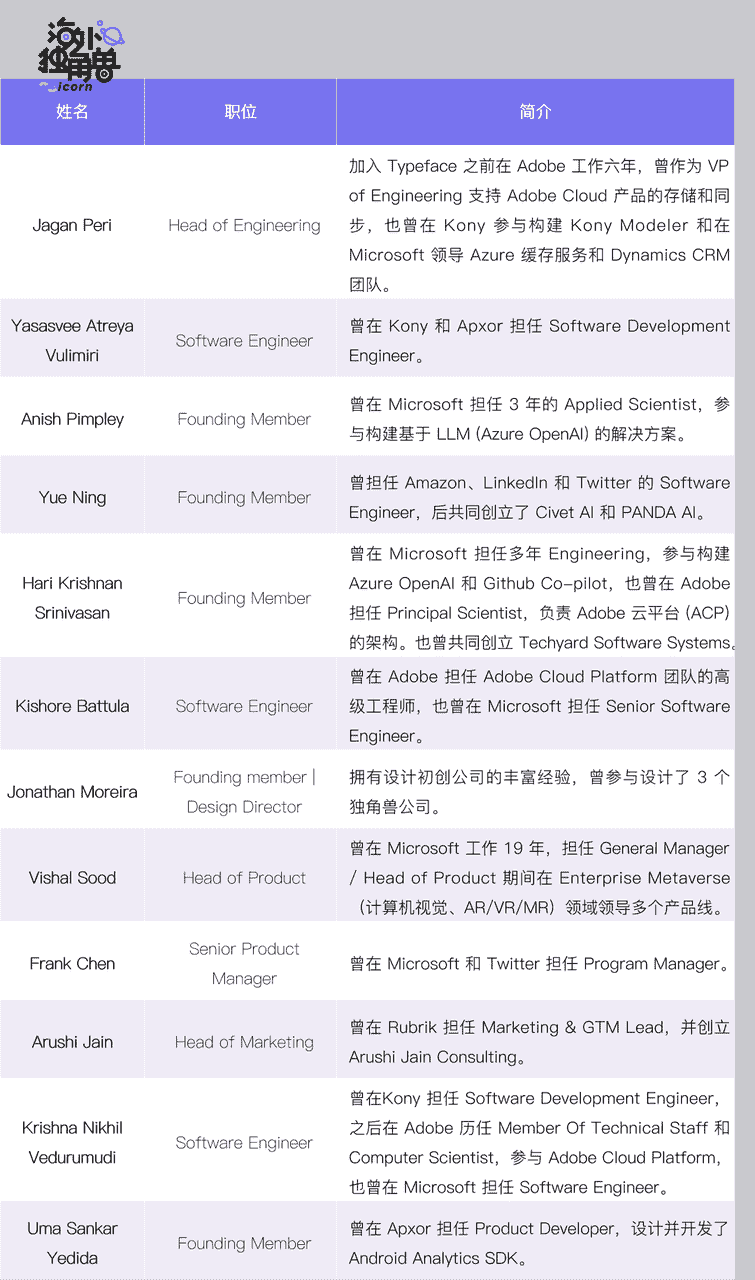 海外
独角兽
icorn
姓名 职位 简介
Jagan Peri
Head of Engineering
加入 Typeface 之前在 Adobe 工作六年，曾作为 VP
of Engineering 支持 Adobe Cloud 产品的存储和同
步，也曾在 Kony 参与构建 Kony Modeler 和在
Microsoft 领导 Azure 缓存服务和 Dynamics CRM
团队。
Yasasvee Atreya
Vulimiri
Software Engineer
曾在 Kony 和 Apxor 担任 Software Development
Engineer。
Anish Pimpley
Founding Member
曾在 Microsoft 担任 3 年的 Applied Scientist，参
与构建基于 LLM (Azure OpenAI) 的解决方案。
Yue Ning
Founding Member
曾担任 Amazon、LinkedIn 和 Twitter 的 Software
Engineer，后共同创立了 Civet AI 和 PANDA AI。
Hari Krishnan
Srinivasan
Founding Member
曾在 Microsoft 担任多年 Engineering，参与构建
Azure OpenAI 和 Github Co-pilot，也曾在 Adobe
担任 Principal Scientist，负责 Adobe 云平台 (ACP)
的架构。也曾共同创立 Techyard Software Systems。
Kishore Battula
Software Engineer
曾在 Adobe 担任 Adobe Cloud Platform 团队的高
级工程师，也曾在 Microsoft 担任 Senior Software
Engineer。
Jonathan Moreira
Founding member |
Design Director
拥有设计初创公司的丰富经验，曾参与设计了 3 个
独角兽公司。
Vishal Sood
Head of Product
曾在 Microsoft 工作 19 年，担任 General Manager
/ Head of Product 期间在 Enterprise Metaverse
（计算机视觉、AR/VR/MR）领域领导多个产品线。
Frank Chen
Senior Product
Manager
曾在 Microsoft 和 Twitter 担任 Program Manager。
Arushi Jain
Head of Marketing
曾在 Rubrik 担任 Marketing & GTM Lead，并创立
Arushi Jain Consulting。
Krishna Nikhil
Vedurumudi
Software Engineer
曾在Kony 担任 Software Development Engineer，
之后在 Adobe 历任 Member Of Technical Staff 和
Computer Scientist，参与 Adobe Cloud Platform，
也曾在 Microsoft 担任 Software Engineer。
Uma Sankar
Yedida
Founding Member
曾在 Apxor 担任 Product Developer，设计并开发了
Android Analytics SDK。